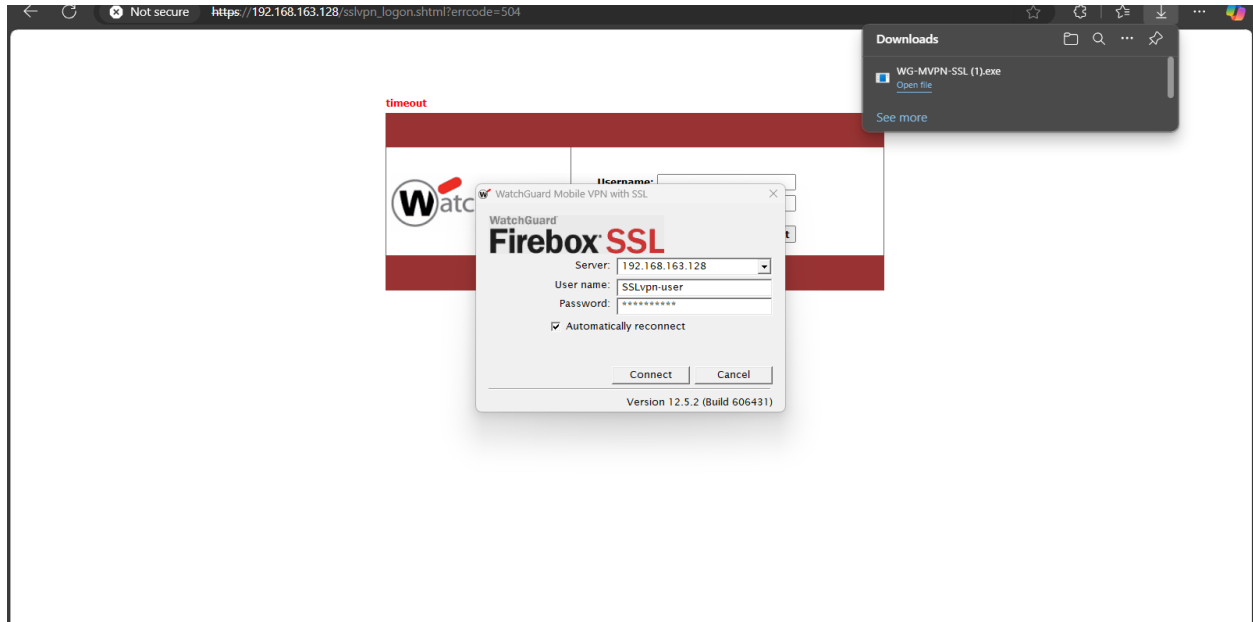 Not secure https://192.168.163.128/sslvpn_logon.shtml?errcode=504
Downloads
WG-MVPN-SSL (1).exe
Open file
See more
timeout
Username:
Watc
t
WatchGuard Mobile VPN with SSL
WatchGuard
Firebox SSL
Server: 192.168.163.128
User name: SSLvpn-user
Password: **********
Automatically reconnect
Connect Cancel
Version 12.5.2 (Build 606431)